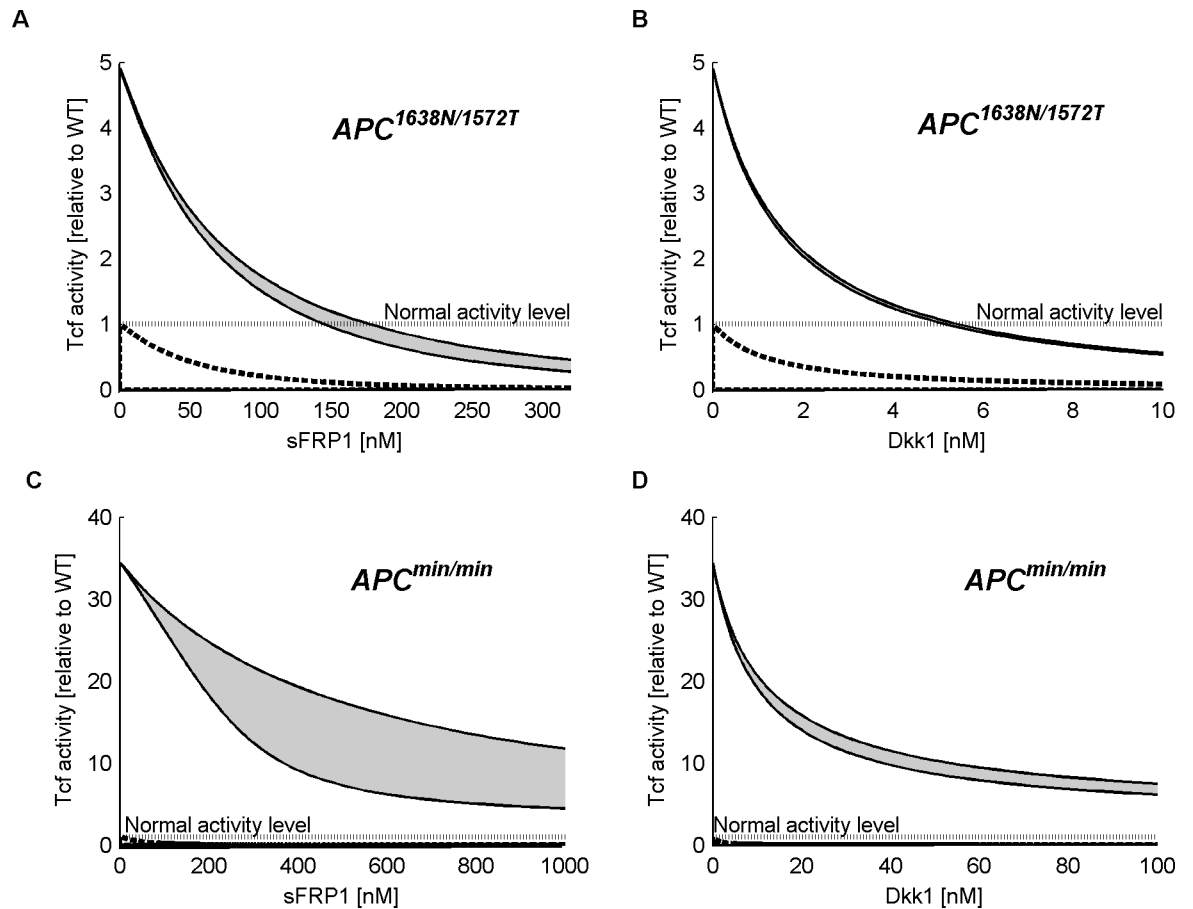 A
Tcf activity [relative to WT]
5
4
3
2
1
0
APC1638N/1572T
Normal activity level
0 50 100 150 200 250 300
sFRP1 [nM]
B
Tcf activity [relative to WT]
5
4
3
2
1
0
APC1638N/1572T
Normal activity level
0 2 4 6 8 10
Dkk1 [nM]
C
Tcf activity [relative to WT]
40
30
20
10
0
APCmin/min
Normal activity level
0 200 400 600 800 1000
sFRP1 [nM]
D
Tcf activity [relative to WT]
40
30
20
10
0
APCmin/min
Normal activity level
0 20 40 60 80 100
Dkk1 [nM]